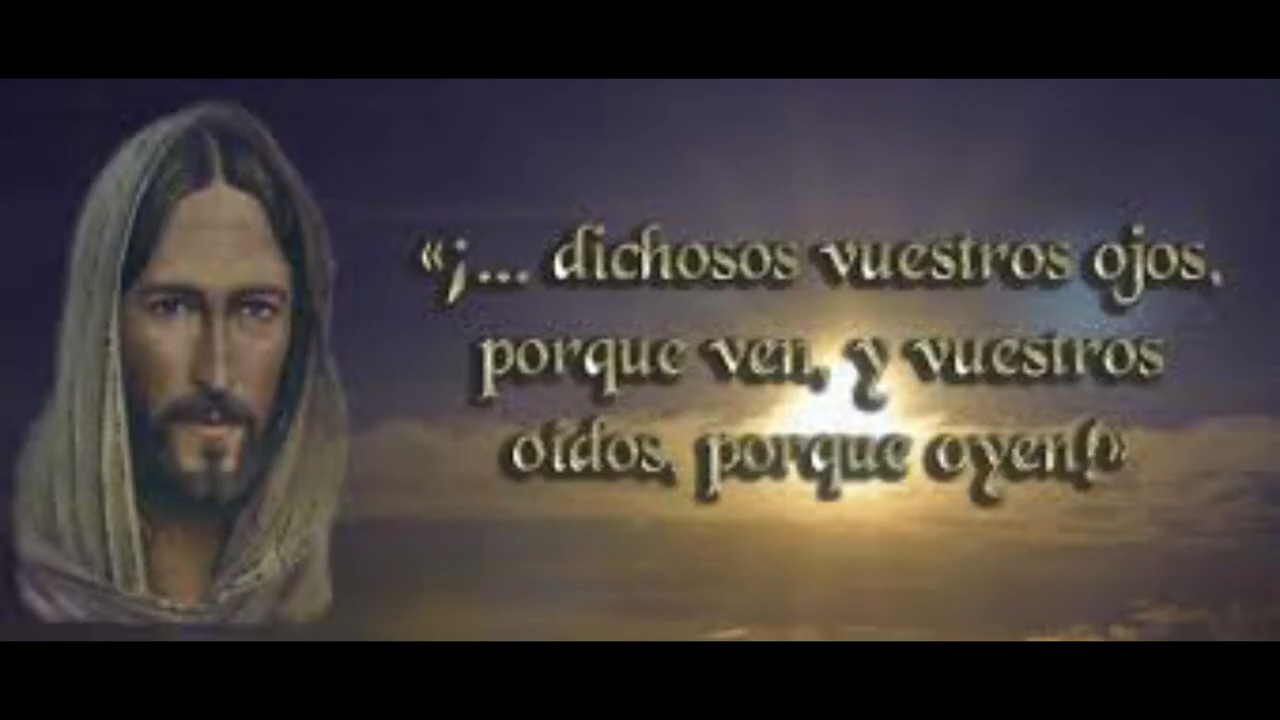 «¡... dichosos vuestros ojos,
porque ven, y vuestros
oídos, porque oyen!»